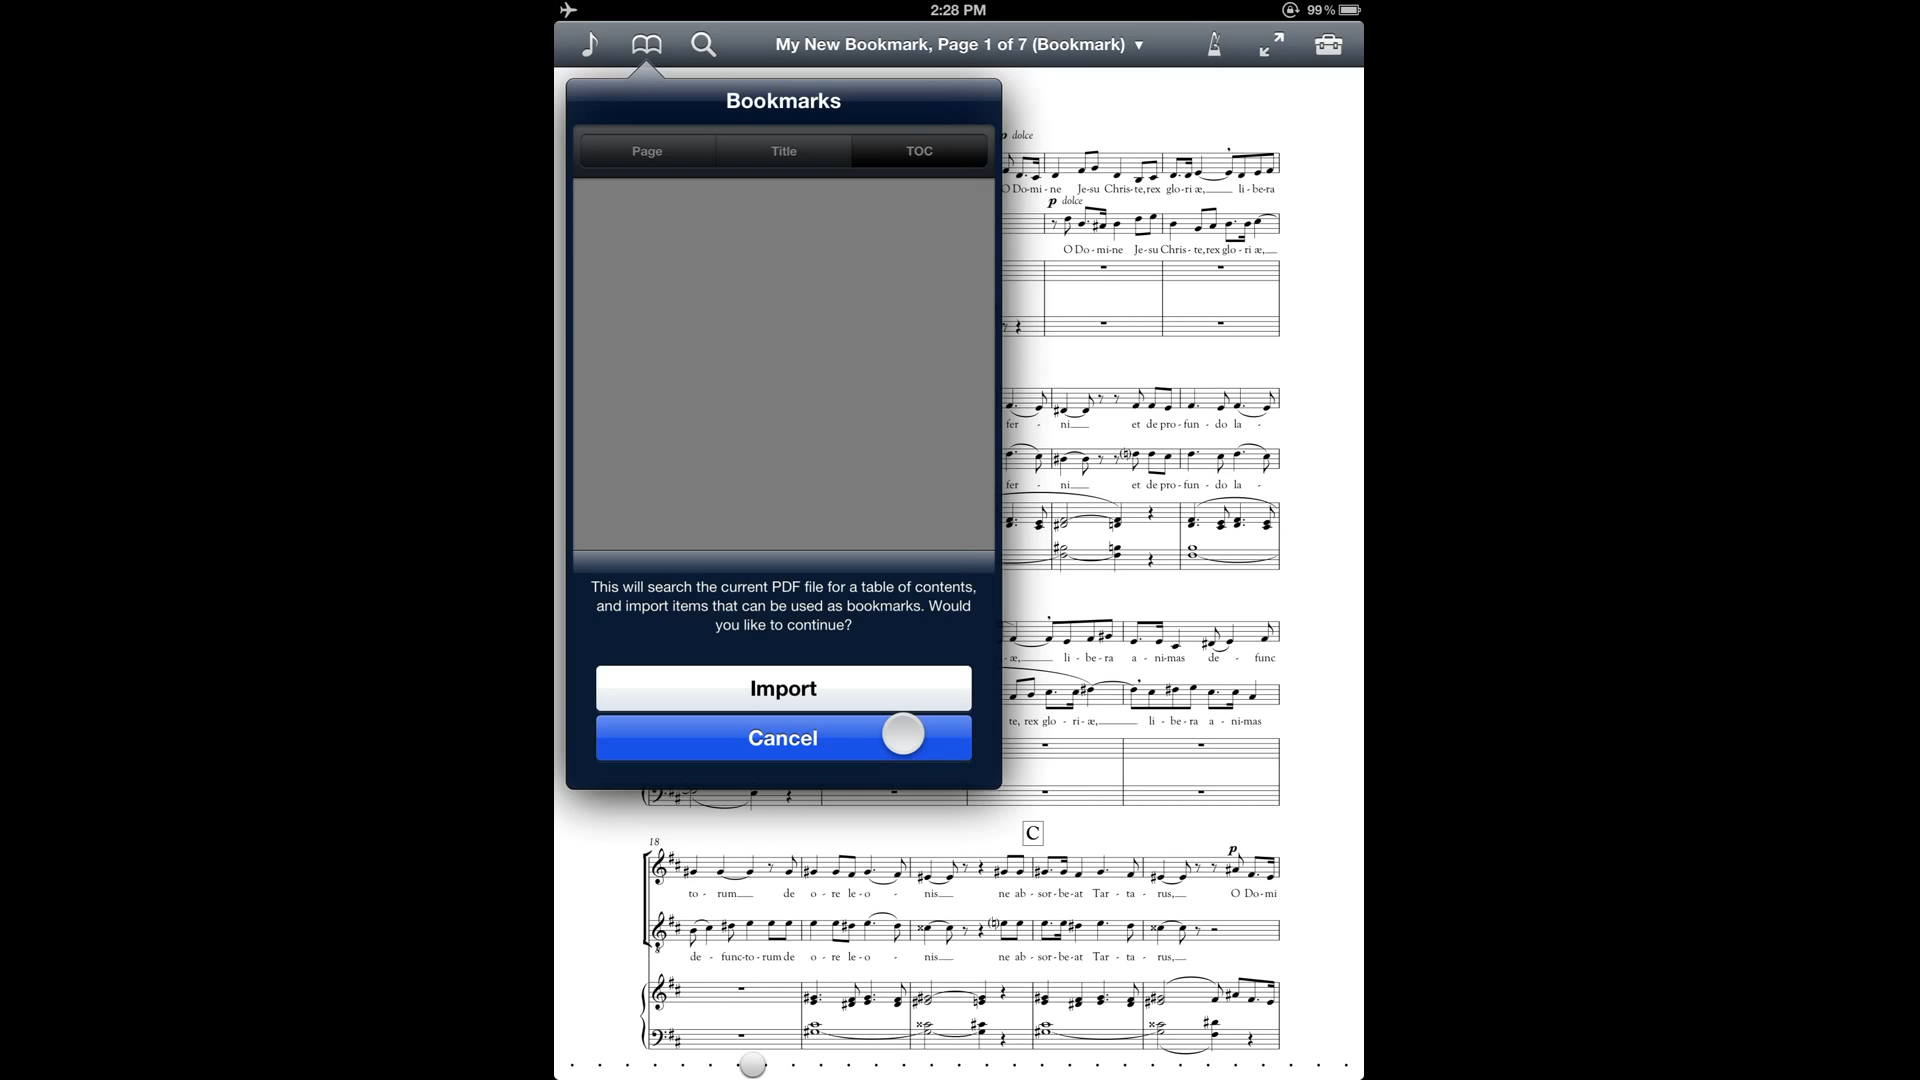 2:28 PM
99%
My New Bookmark, Page 1 of 7 (Bookmark) ▼
Bookmarks
Page Title TOC
This will search the current PDF file for a table of contents,
and import items that can be used as bookmarks. Would
you like to continue?
Import
Cancel
p dolce
O Do-mi - ne Je-su Chris-te,rex glo-ri æ, li - be-ra
p dolce
O Do - mi-ne Je-su Chris - te,rex glo - ri æ,
fer - ni et de pro - fun - do la -
fer - ni et de pro - fun - do la -
- æ, li - be - ra a - ni-mas de - func
te, rex glo - ri - æ, li - be - ra a - ni-mas
C
18
p
to - rum de o - re le - o - nis ne ab - sor-be-at Tar - ta - rus, O Do-mi
8
de - func-to-rum de o - re le - o - nis ne ab - sor-be-at Tar - ta - rus,